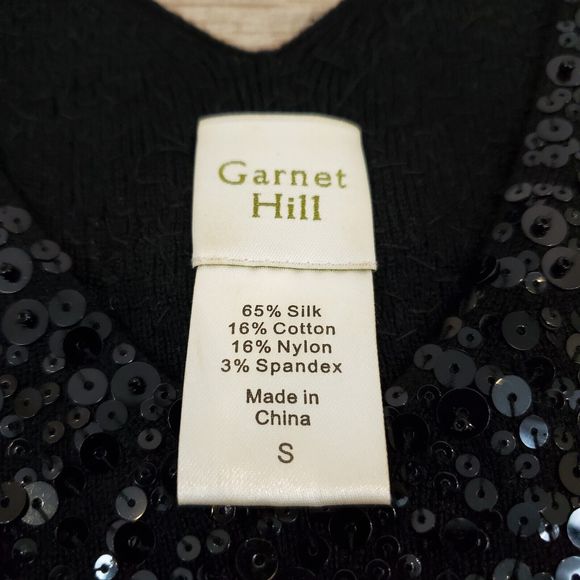 Garnet
Hill
65% Silk
16% Cotton
16% Nylon
3% Spandex
Made in
China
S